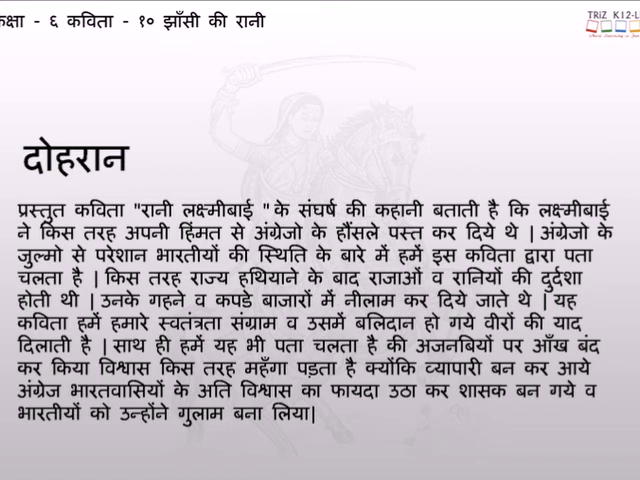 कक्षा - ६ कविता - १० झाँसी की रानी
TRiZ K12-L
दोहरान
प्रस्तुत कविता "रानी लक्ष्मीबाई " के संघर्ष की कहानी बताती है कि लक्ष्मीबाई
ने किस तरह अपनी हिंमत से अंग्रेजो के हौंसले पस्त कर दिये थे | अंग्रेजो के
जुल्मो से परेशान भारतीयों की स्थिति के बारे में हमें इस कविता द्वारा पता
चलता है | किस तरह राज्य हथियाने के बाद राजाओं व रानियों की दुर्दशा
होती थी | उनके गहने व कपडे बाजारों में नीलाम कर दिये जाते थे | यह
कविता हमें हमारे स्वतंत्रता संग्राम व उसमें बलिदान हो गये वीरों की याद
दिलाती है | साथ ही हमें यह भी पता चलता है की अजनबियों पर आँख बंद
कर किया विश्वास किस तरह महँगा पड़ता है क्योंकि व्यापारी बन कर आये
अंग्रेज भारतवासियों के अति विश्वास का फायदा उठा कर शासक बन गये व
भारतीयों को उन्होंने गुलाम बना लिया|